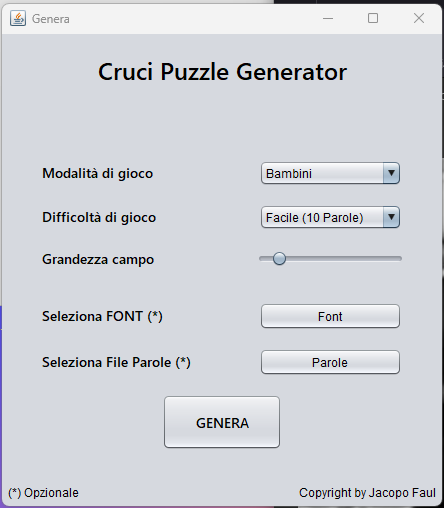 Genera
Cruci Puzzle Generator
Modalità di gioco
Bambini
Difficoltà di gioco
Facile (10 Parole)
Grandezza campo
Seleziona FONT (*)
Font
Seleziona File Parole (*)
Parole
GENERA
(*) Opzionale
Copyright by Jacopo Faul